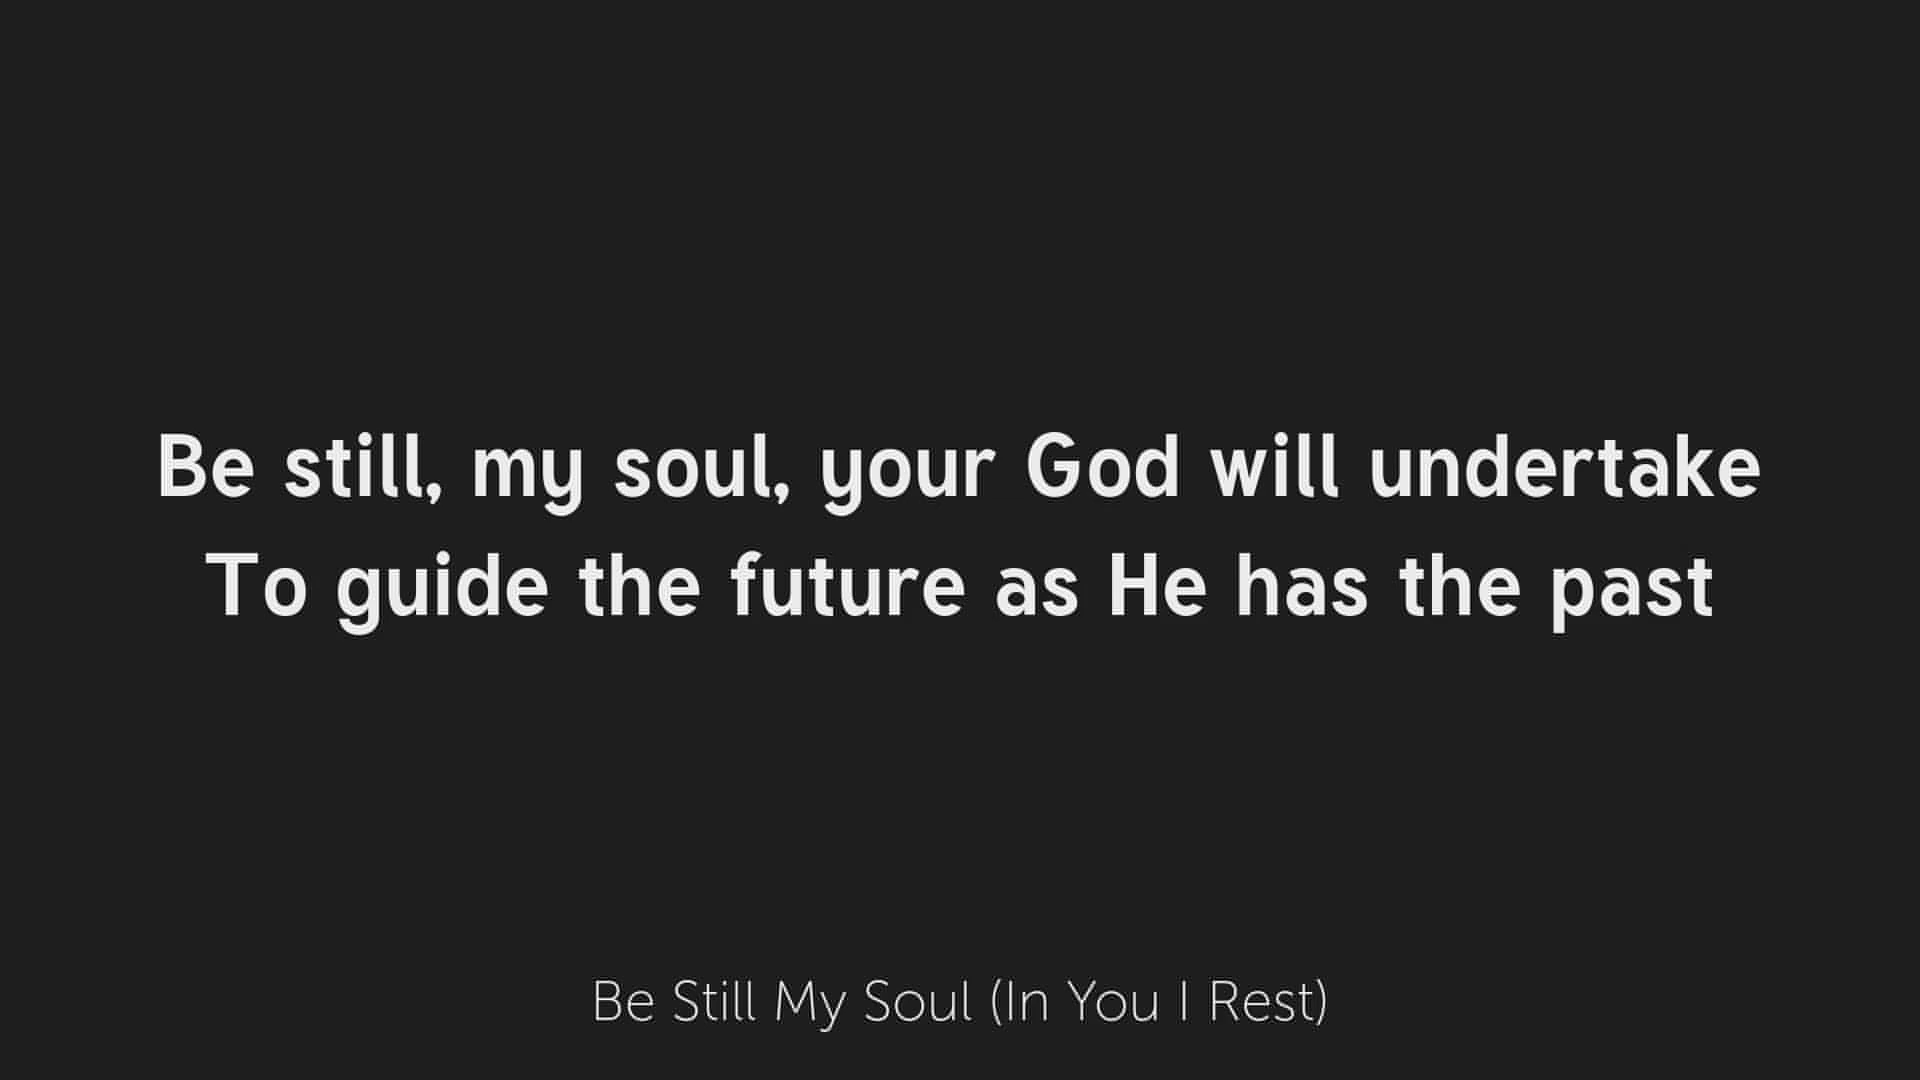 Be still, my soul, your God will undertake
To guide the future as He has the past
Be Still My Soul (In You I Rest)